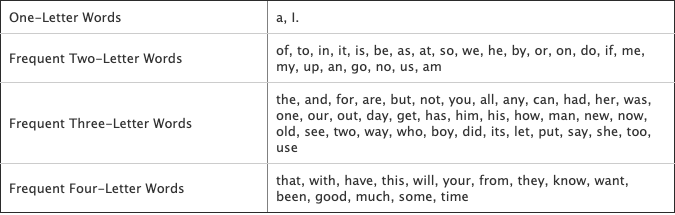 One-Letter Words
a, I.
Frequent Two-Letter Words
of, to, in, it, is, be, as, at, so, we, he, by, or, on, do, if, me,
my, up, an, go, no, us, am
Frequent Three-Letter Words
the, and, for, are, but, not, you, all, any, can, had, her, was,
one, our, out, day, get, has, him, his, how, man, new, now,
old, see, two, way, who, boy, did, its, let, put, say, she, too,
use
Frequent Four-Letter Words
that, with, have, this, will, your, from, they, know, want,
been, good, much, some, time